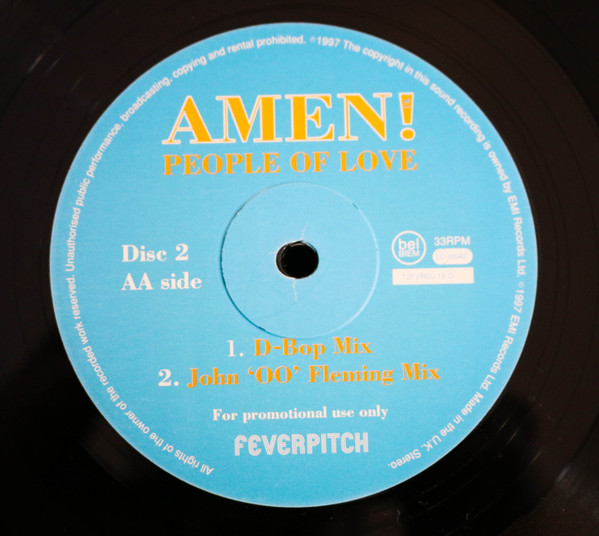 All rights of the owner of the recorded work reserved. Unauthorised public performance, broadcasting, copying and rental prohibited. ℗1997 The copyright in this sound recording is owned by EMI Records Ltd. ©1997 EMI Records Ltd. Made in the U.K. Stereo.
AMEN!
PEOPLE OF LOVE
Disc 2
AA side
bel
BIEM
33RPM
1. D-Bop Mix
2. John ‘OO’ Fleming Mix
For promotional use only
FEVERPITCH